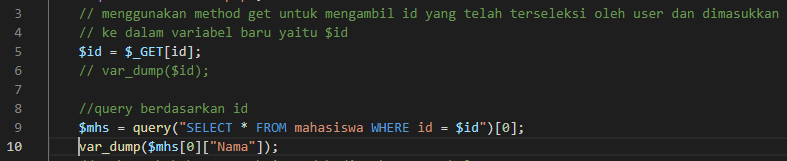 3 // menggunakan method get untuk mengambil id yang telah terseleksi oleh user dan dimasukkan
4 // ke dalam variabel baru yaitu $id
5 $id = $_GET[id];
6 // var_dump($id);
7
8 //query berdasarkan id
9 $mhs = query("SELECT * FROM mahasiswa WHERE id = $id")[0];
10 var_dump($mhs[0]["Nama"]);